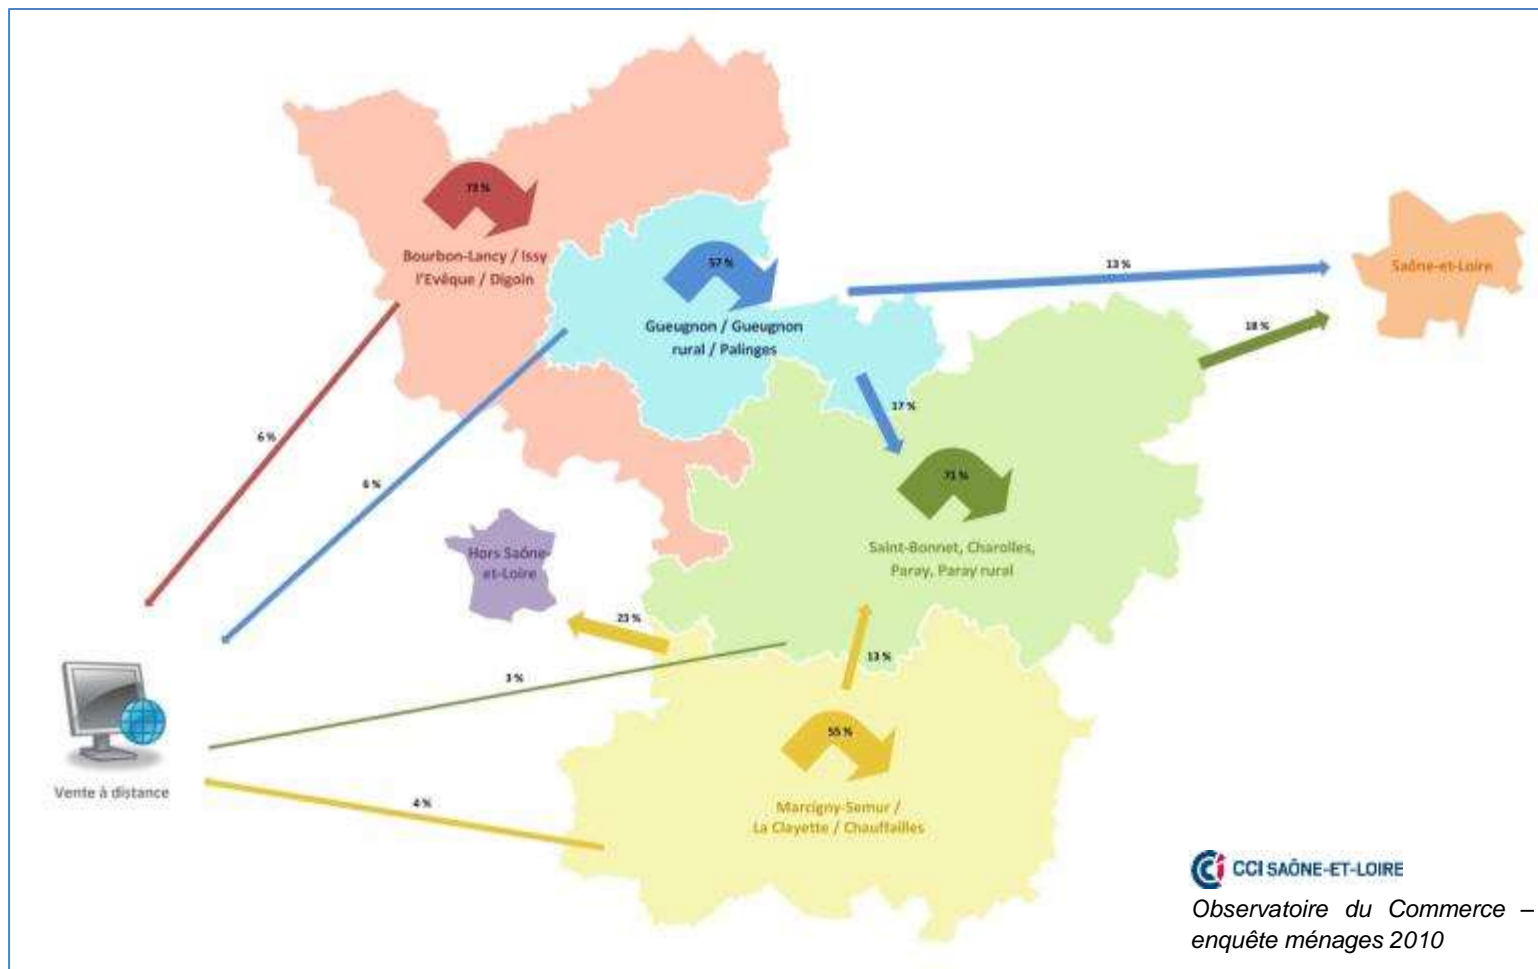 73 %
Bourbon-Lancy / Issy
l'Evêque / Digoin
57 %
Gueugnon / Gueugnon
rural / Palinges
13 %
Saône-et-Loire
18 %
17 %
6 %
6 %
71 %
Saint-Bonnet, Charolles,
Paray, Paray rural
Hors Saône-
et-Loire
23 %
13 %
3 %
55 %
Vente à distance
4 %
Marcigny-Semur /
La Clayette / Chauffailles
CCI SAÔNE-ET-LOIRE
Observatoire du Commerce –
enquête ménages 2010